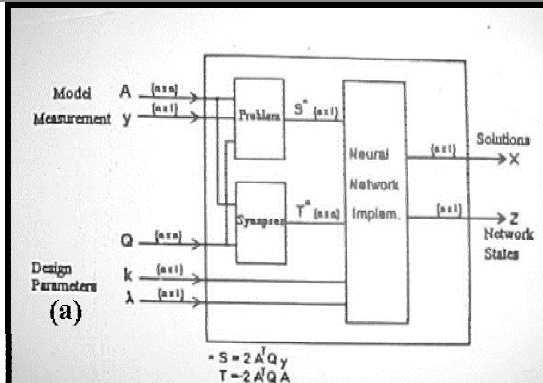 Model A (nxn)
Measurement y (nx1)
Problem S* (nx1)
Neural Network Implem.
(nx1) Solutions X
Synapses T* (nxn)
(nx1) Z Network States
Q (nxn)
Design Parameters
k (nx1)
λ (nx1)
(a)
S = 2AᵀQy
T = -2AᵀQA